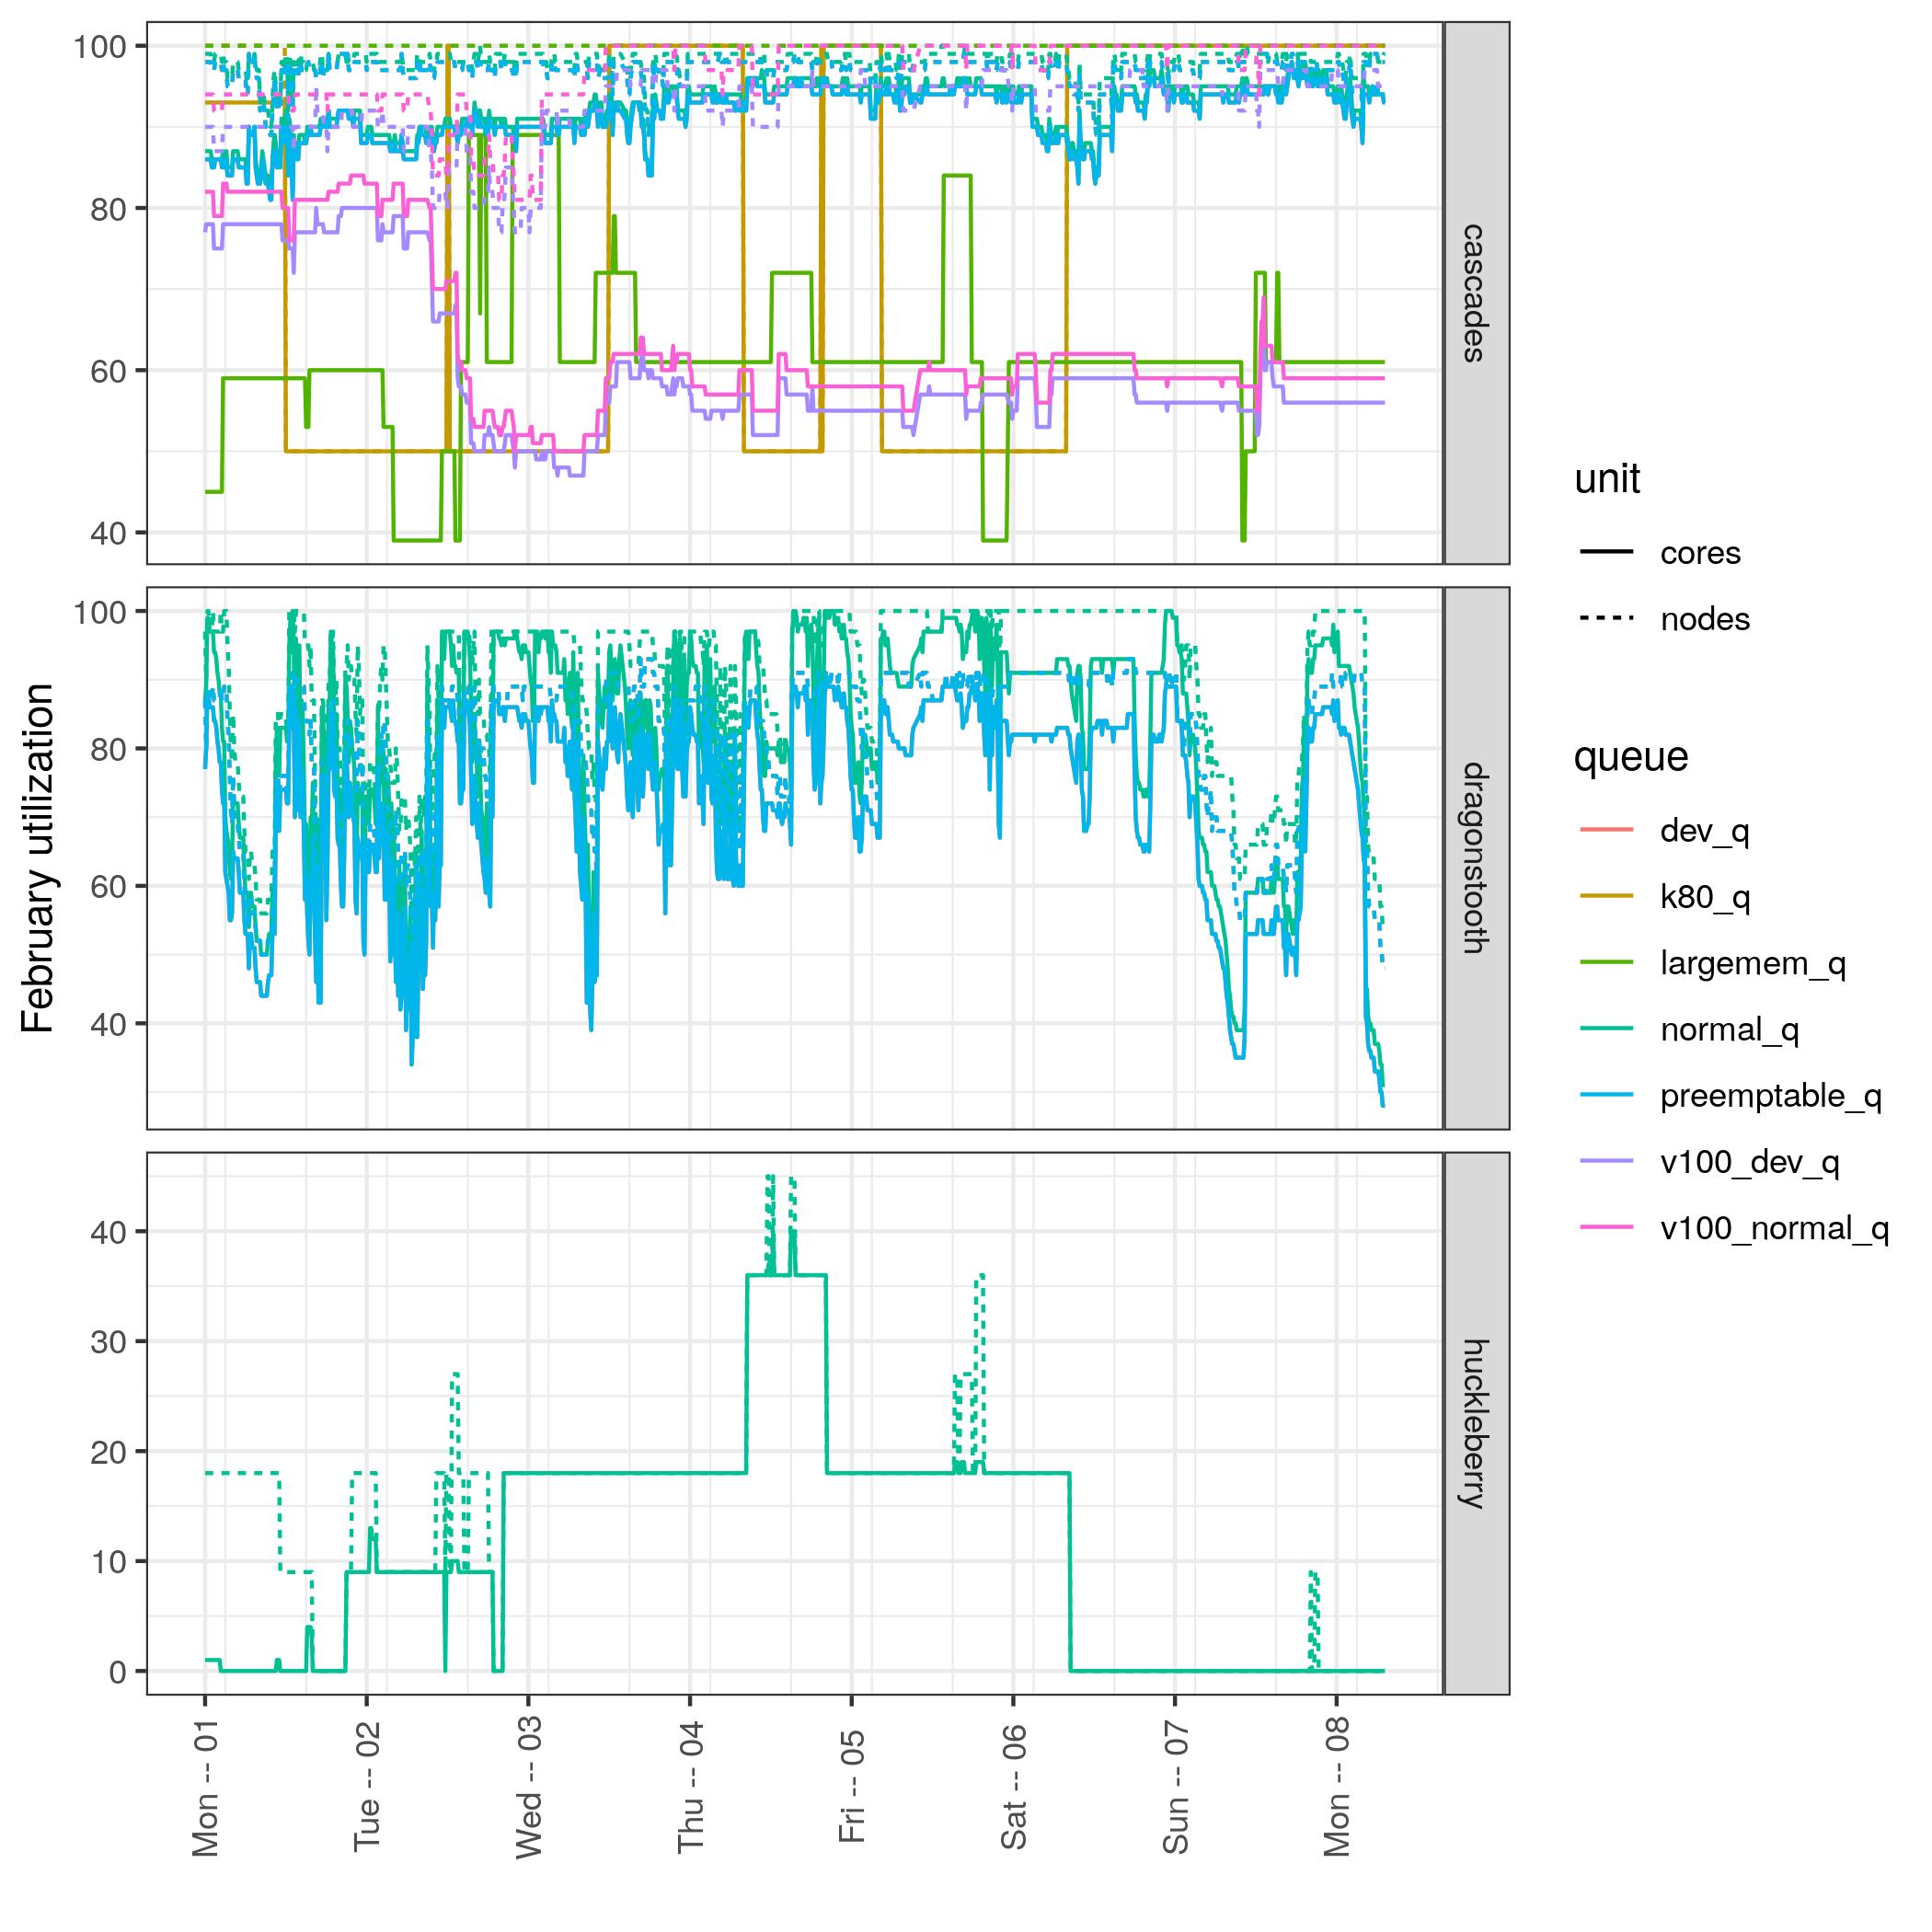 100
80
60
40
cascades
100
80
60
40
dragonstooth
40
30
20
10
0
huckleberry
February utilization
Mon -- 01
Tue -- 02
Wed -- 03
Thu -- 04
Fri -- 05
Sat -- 06
Sun -- 07
Mon -- 08
unit
cores
nodes
queue
dev_q
k80_q
largemem_q
normal_q
preemptable_q
v100_dev_q
v100_normal_q